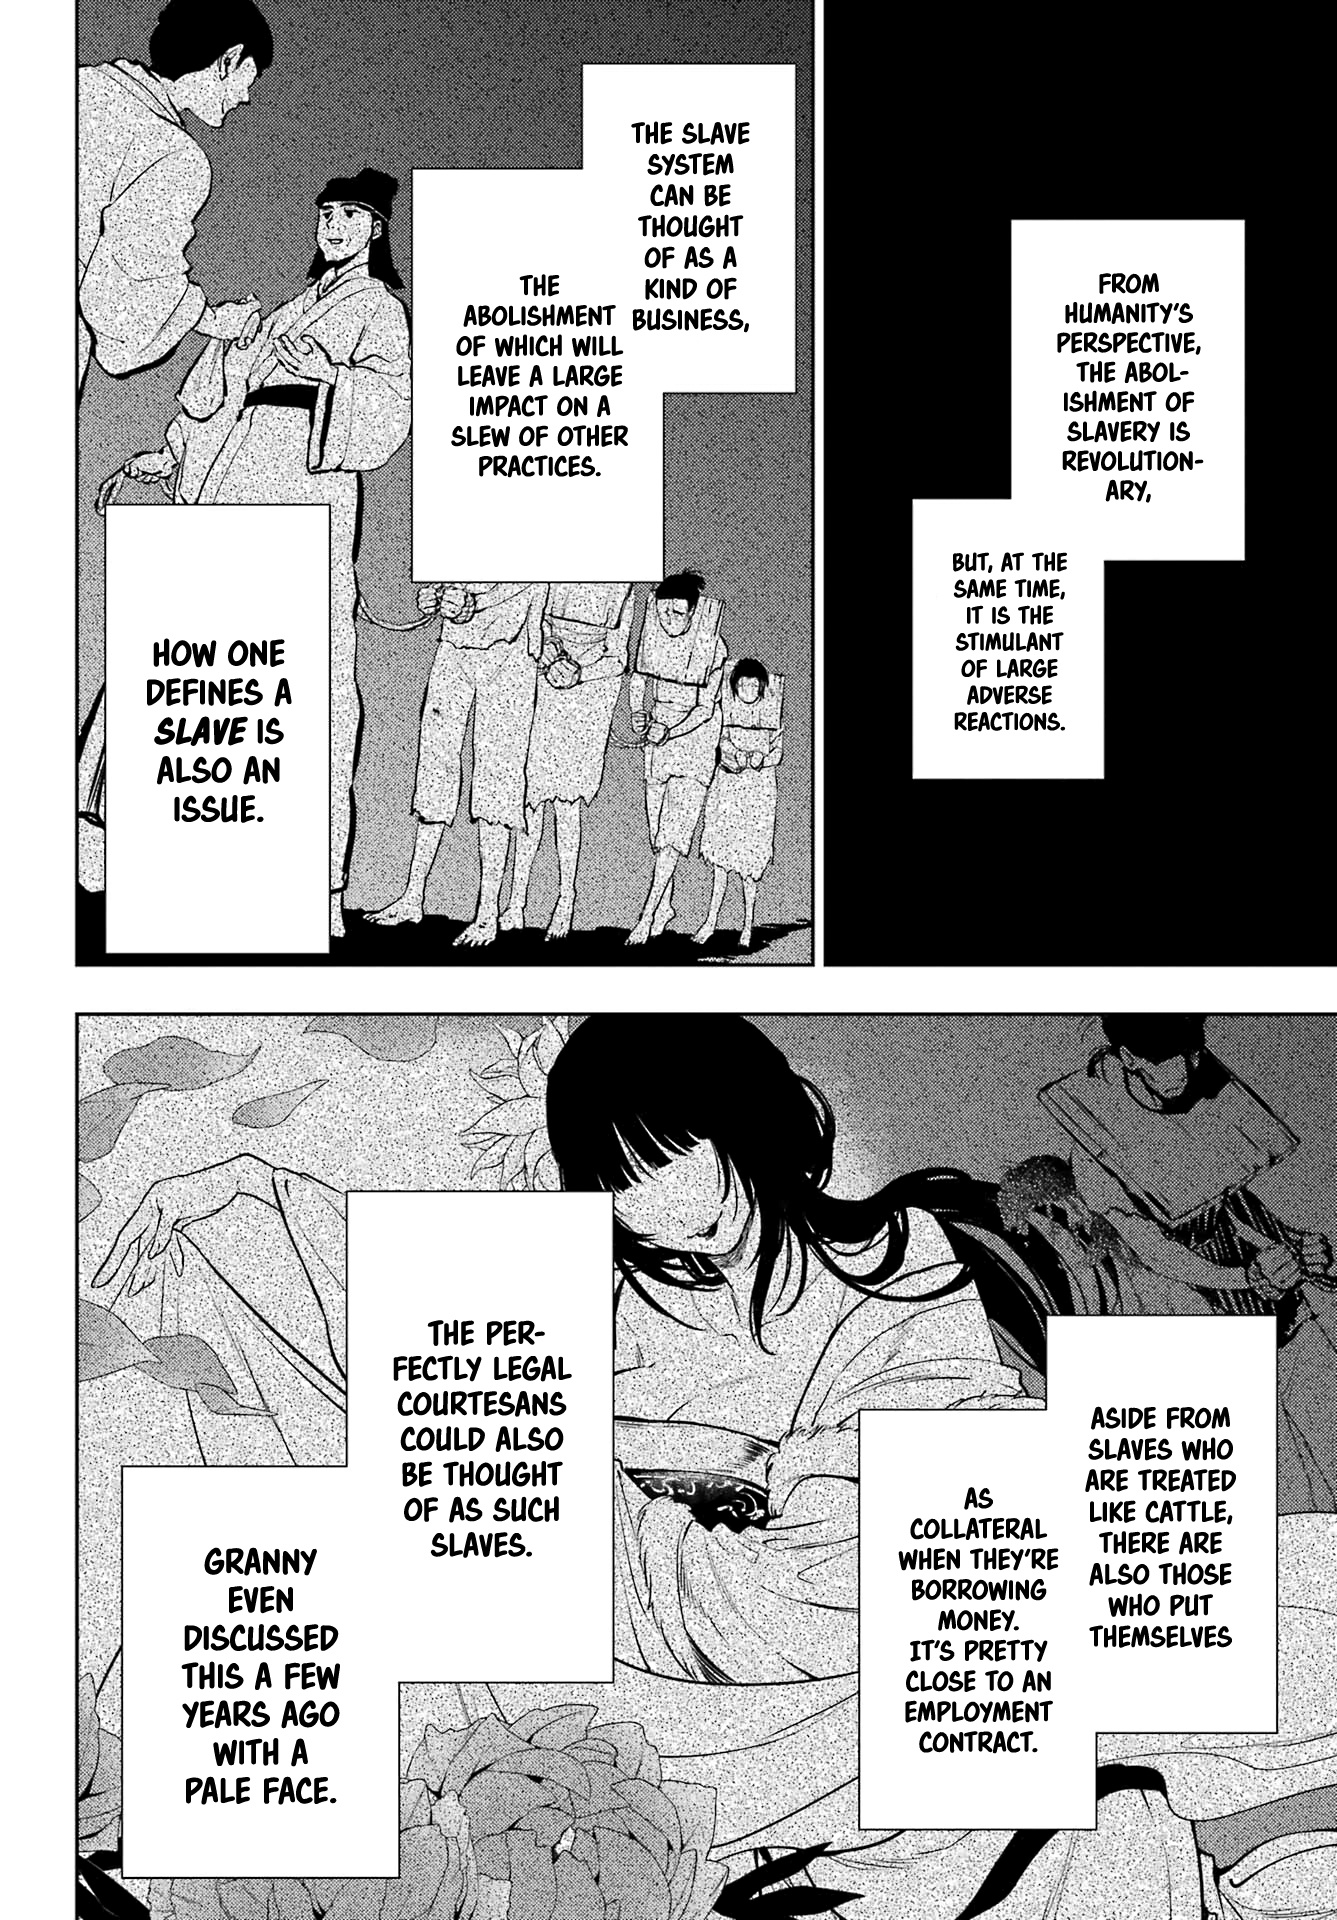 FROM
HUMANITY'S
PERSPECTIVE,
THE ABOL-
ISHMENT OF
SLAVERY IS
REVOLUTION-
ARY,
BUT, AT THE
SAME TIME,
IT IS THE
STIMULANT
OF LARGE
ADVERSE
REACTIONS.
THE SLAVE
SYSTEM
CAN BE
THOUGHT
OF AS A
KIND OF
BUSINESS,
THE
ABOLISHMENT
OF WHICH WILL
LEAVE A LARGE
IMPACT ON A
SLEW OF OTHER
PRACTICES.
HOW ONE
DEFINES A
SLAVE IS
ALSO AN
ISSUE.
ASIDE FROM
SLAVES WHO
ARE TREATED
LIKE CATTLE,
THERE ARE
ALSO THOSE
WHO PUT
THEMSELVES
AS
COLLATERAL
WHEN THEY'RE
BORROWING
MONEY.
IT'S PRETTY
CLOSE TO AN
EMPLOYMENT
CONTRACT.
THE PER-
FECTLY LEGAL
COURTESANS
COULD ALSO
BE THOUGHT
OF AS SUCH
SLAVES.
GRANNY
EVEN
DISCUSSED
THIS A FEW
YEARS AGO
WITH A
PALE FACE.